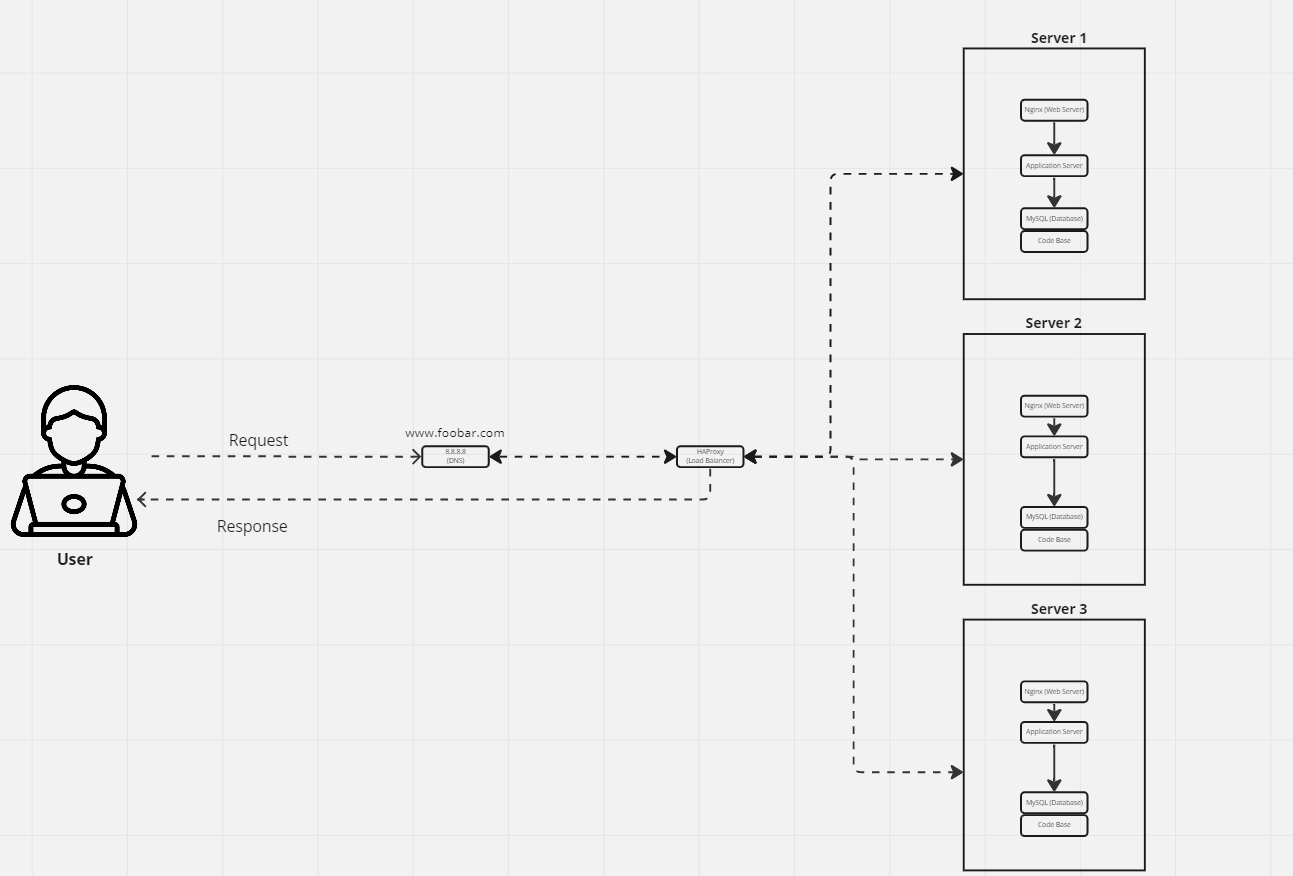 Server 1
Nginx (Web Server)
Application Server
MySQL (Database)
Code Base
Server 2
Nginx (Web Server)
Application Server
MySQL (Database)
Code Base
Server 3
Nginx (Web Server)
Application Server
MySQL (Database)
Code Base
Request
www.foobar.com
8.8.8.8
(DNS)
HAProxy
(Load Balancer)
Response
User